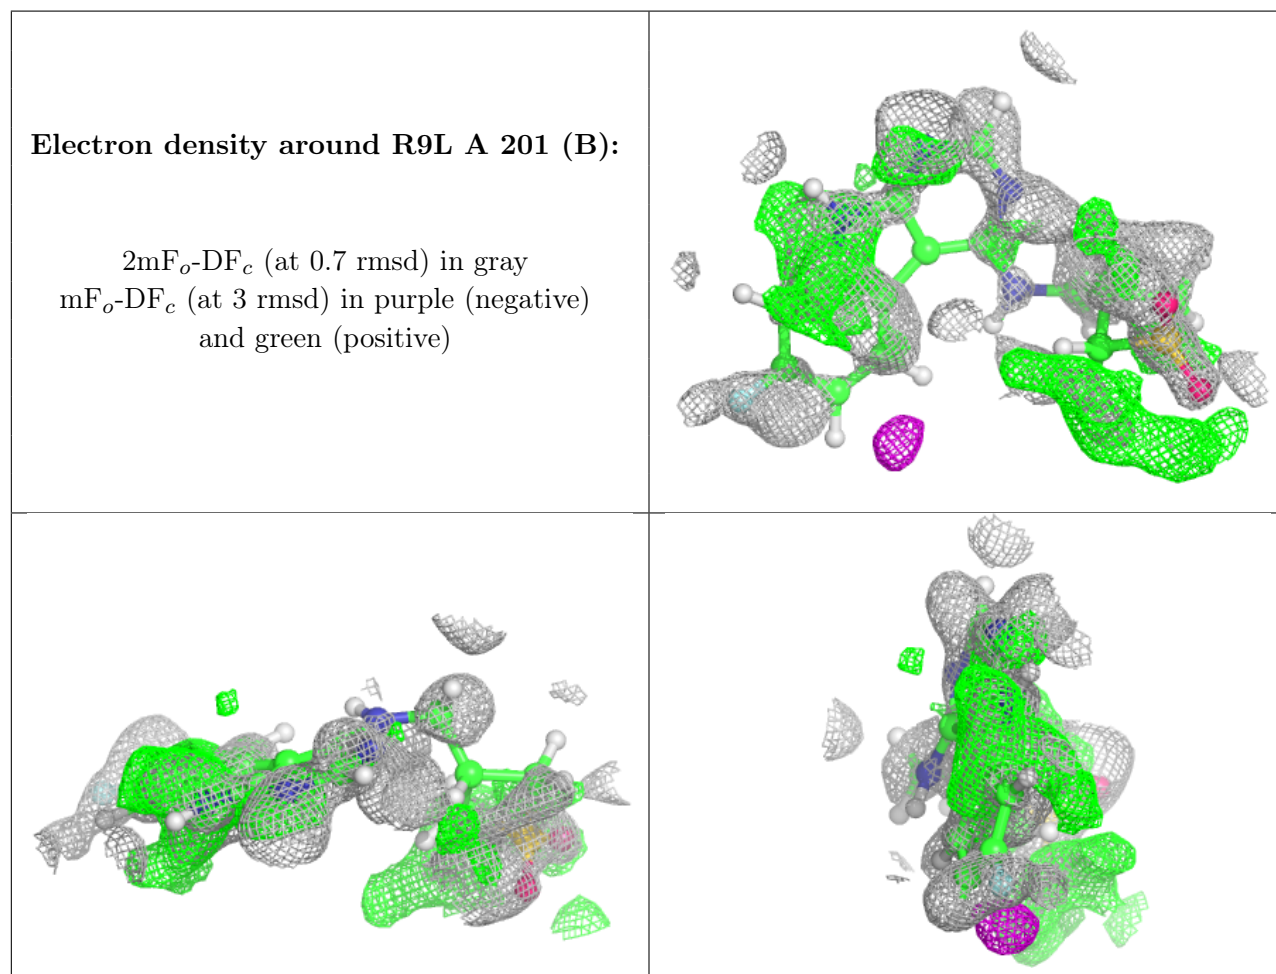 Electron density around R9L A 201 (B):
2mFₒ-DF𝒸 (at 0.7 rmsd) in gray
mFₒ-DF𝒸 (at 3 rmsd) in purple (negative)
and green (positive)